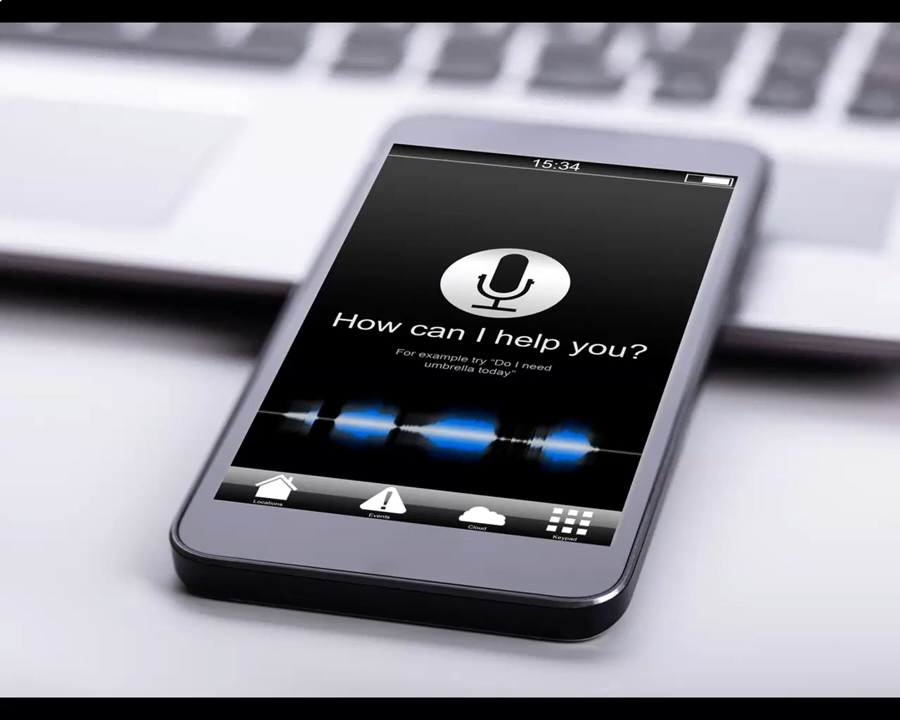 15:34
How can I help you?
For example try "Do I need
umbrella today"
Locations
Events
Cloud
Keypad